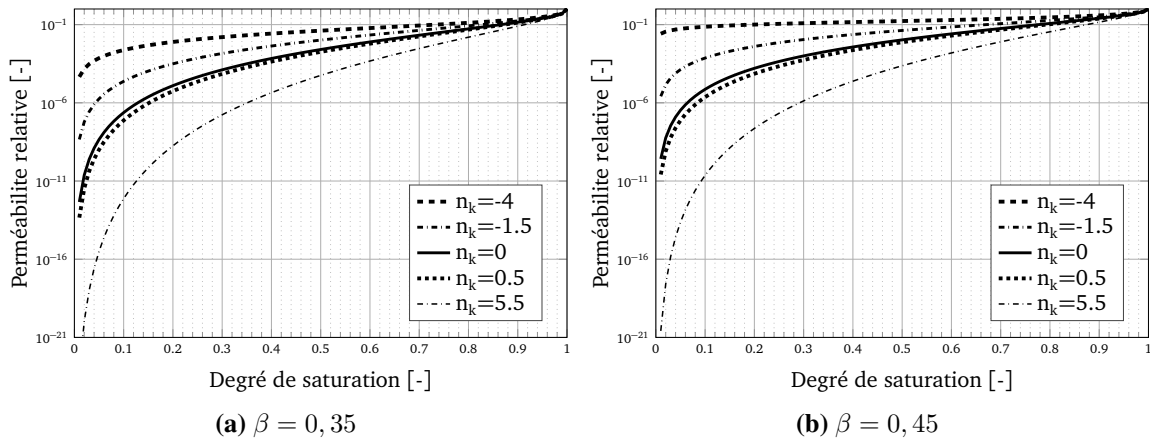 10⁻¹
10⁻⁶
10⁻¹¹
10⁻¹⁶
10⁻²¹
Perméabilite relative [-]
n_k=-4
n_k=-1.5
n_k=0
n_k=0.5
n_k=5.5
0 0.1 0.2 0.3 0.4 0.5 0.6 0.7 0.8 0.9 1
Degré de saturation [-]
(a) β = 0, 35
10⁻¹
10⁻⁶
10⁻¹¹
10⁻¹⁶
10⁻²¹
Perméabilite relative [-]
n_k=-4
n_k=-1.5
n_k=0
n_k=0.5
n_k=5.5
0 0.1 0.2 0.3 0.4 0.5 0.6 0.7 0.8 0.9 1
Degré de saturation [-]
(b) β = 0, 45